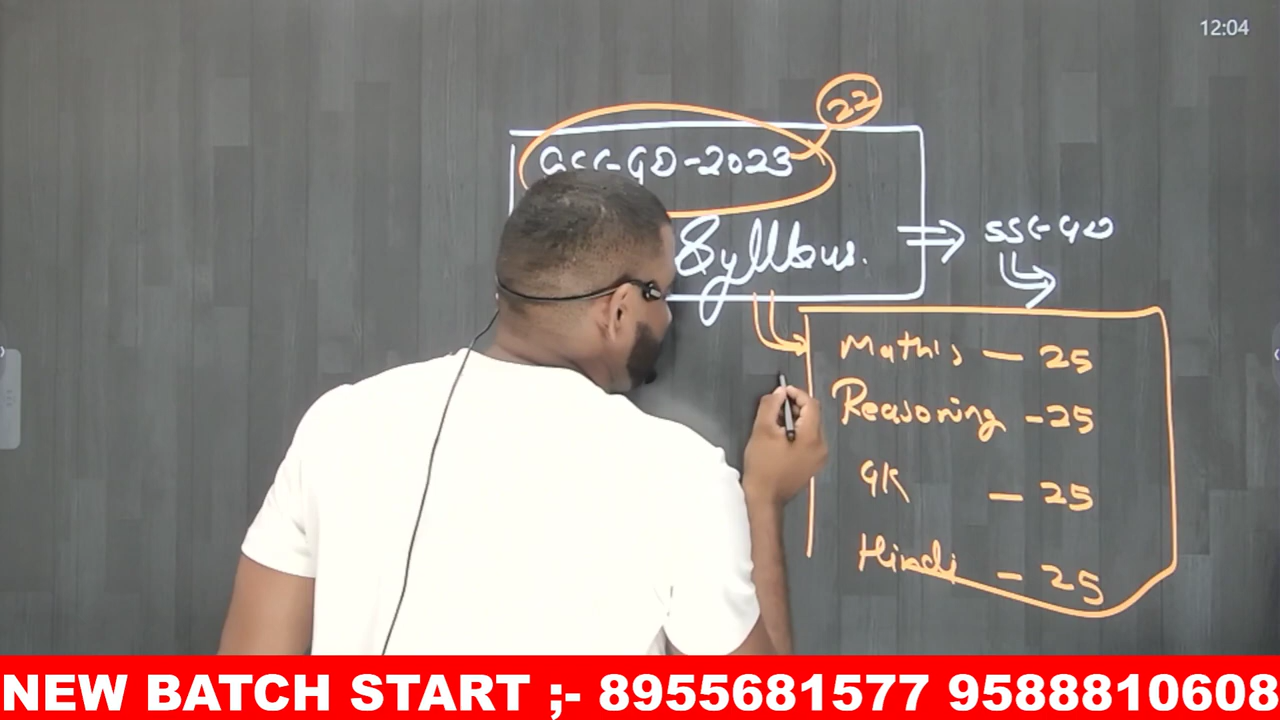 12:04
22
SSC-GD-2023
Syllbus.
SSC-GD
Maths - 25
Reasoning - 25
GK - 25
Hindi - 25
NEW BATCH START ;- 8955681577 9588810608